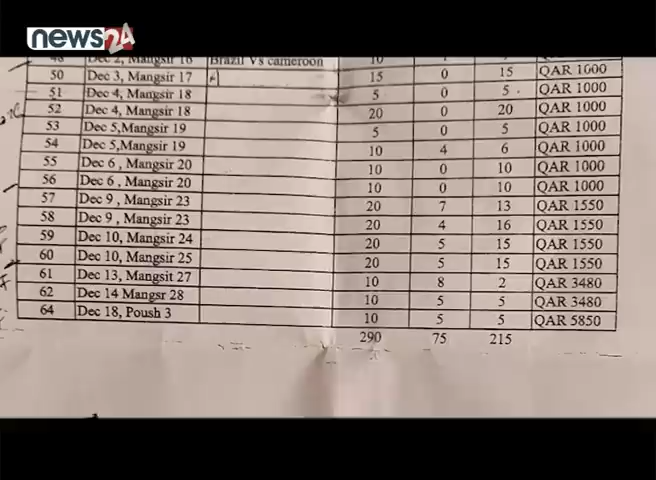 news24
48 Dec 2, Mangsir 16 Brazil Vs cameroon 10
50 Dec 3, Mangsir 17 15 0 15 QAR 1000
51 Dec 4, Mangsir 18 5 0 5 QAR 1000
52 Dec 4, Mangsir 18 20 0 20 QAR 1000
53 Dec 5,Mangsir 19 5 0 5 QAR 1000
54 Dec 5,Mangsir 19 10 4 6 QAR 1000
55 Dec 6 , Mangsir 20 10 0 10 QAR 1000
56 Dec 6 , Mangsir 20 10 0 10 QAR 1000
57 Dec 9 , Mangsir 23 20 7 13 QAR 1550
58 Dec 9 , Mangsir 23 20 4 16 QAR 1550
59 Dec 10, Mangsir 24 20 5 15 QAR 1550
60 Dec 10, Mangsir 25 20 5 15 QAR 1550
61 Dec 13, Mangsit 27 10 8 2 QAR 3480
62 Dec 14 Mangsr 28 10 5 5 QAR 3480
64 Dec 18, Poush 3 10 5 5 QAR 5850
290 75 215